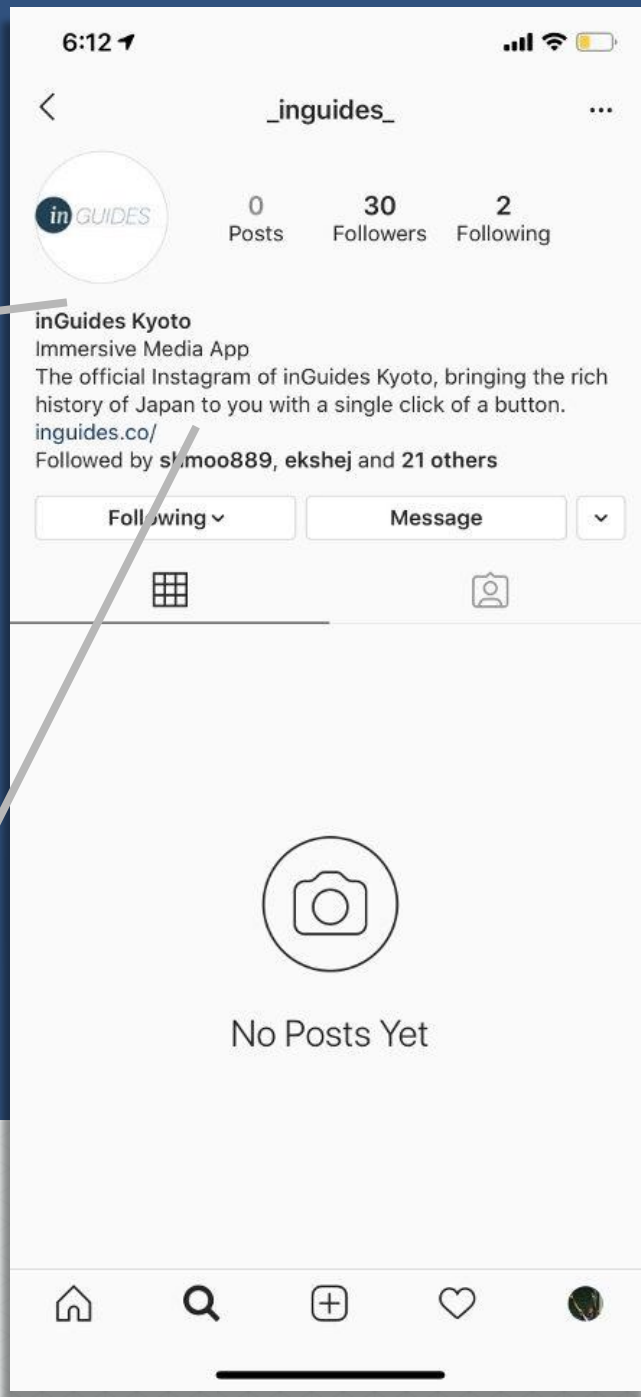 6:12
_inguides_
in GUIDES
0 30 2
Posts Followers Following
inGuides Kyoto
Immersive Media App
The official Instagram of inGuides Kyoto, bringing the rich
history of Japan to you with a single click of a button.
inguides.co/
Followed by shmoo889, ekshej and 21 others
Following Message
No Posts Yet